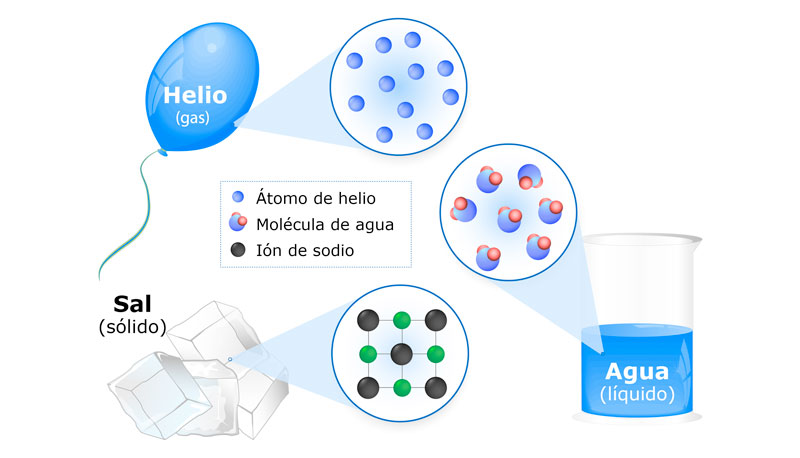 Helio
(gas)
Átomo de helio
Molécula de agua
Ión de sodio
Sal
(sólido)
Agua
(líquido)